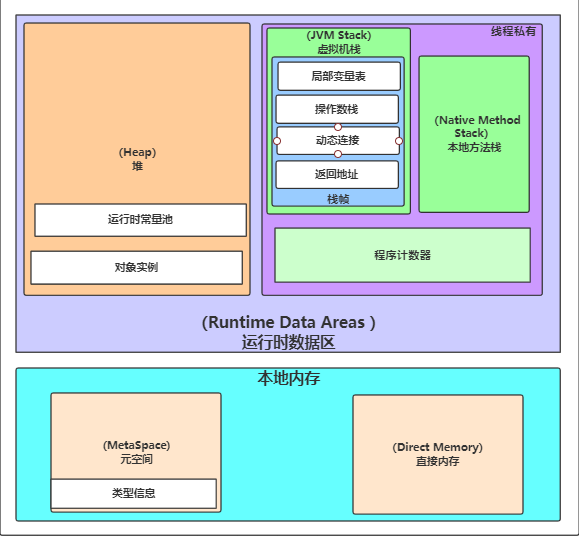 (Heap)
堆
运行时常量池
对象实例
线程私有
(JVM Stack)
虚拟机栈
局部变量表
操作数栈
动态连接
返回地址
栈帧
(Native Method
Stack)
本地方法栈
程序计数器
(Runtime Data Areas )
运行时数据区
本地内存
(MetaSpace)
元空间
类型信息
(Direct Memory)
直接内存